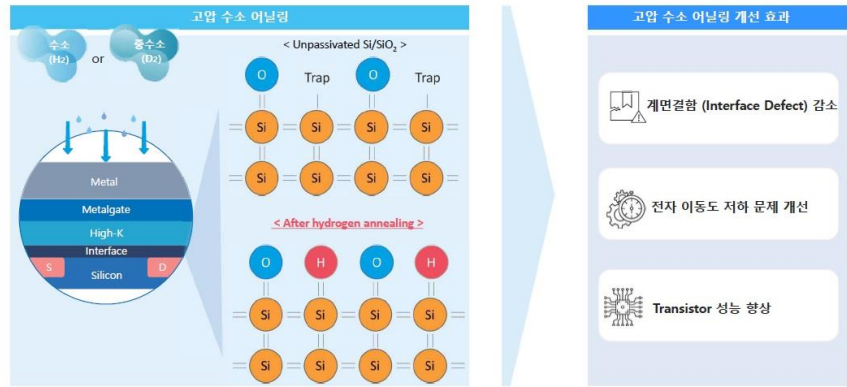 고압 수소 어닐링
수소
(H₂)
or
중수소
(D₂)
< Unpassivated Si/SiO₂ >
O Trap O Trap
Si Si Si Si
Si Si Si Si
< After hydrogen annealing >
O H O H
Si Si Si Si
Si Si Si Si
Metal
Metalgate
High-K
Interface
S D
Silicon
고압 수소 어닐링 개선 효과
계면결함 (Interface Defect) 감소
전자 이동도 저하 문제 개선
Transistor 성능 향상